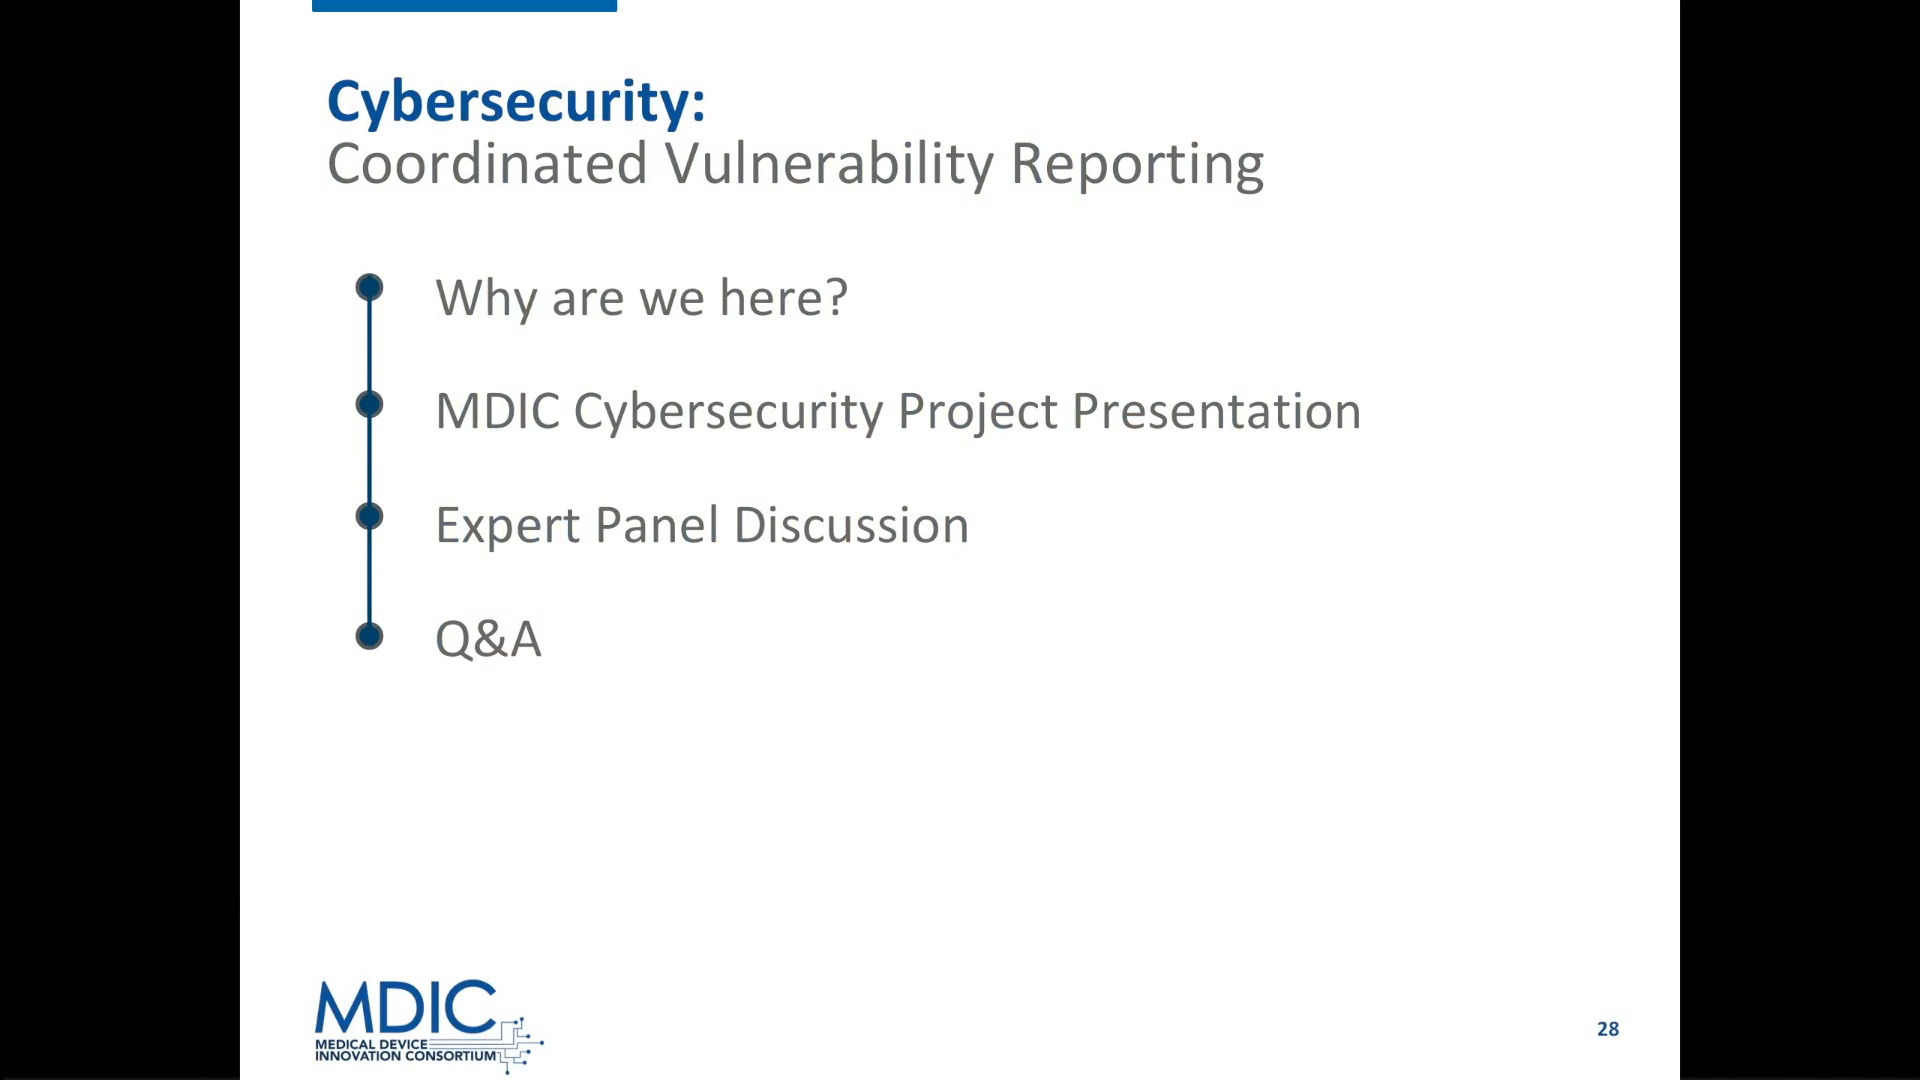 Cybersecurity:
Coordinated Vulnerability Reporting
Why are we here?
MDIC Cybersecurity Project Presentation
Expert Panel Discussion
Q&A
MDIC
MEDICAL DEVICE
INNOVATION CONSORTIUM
28